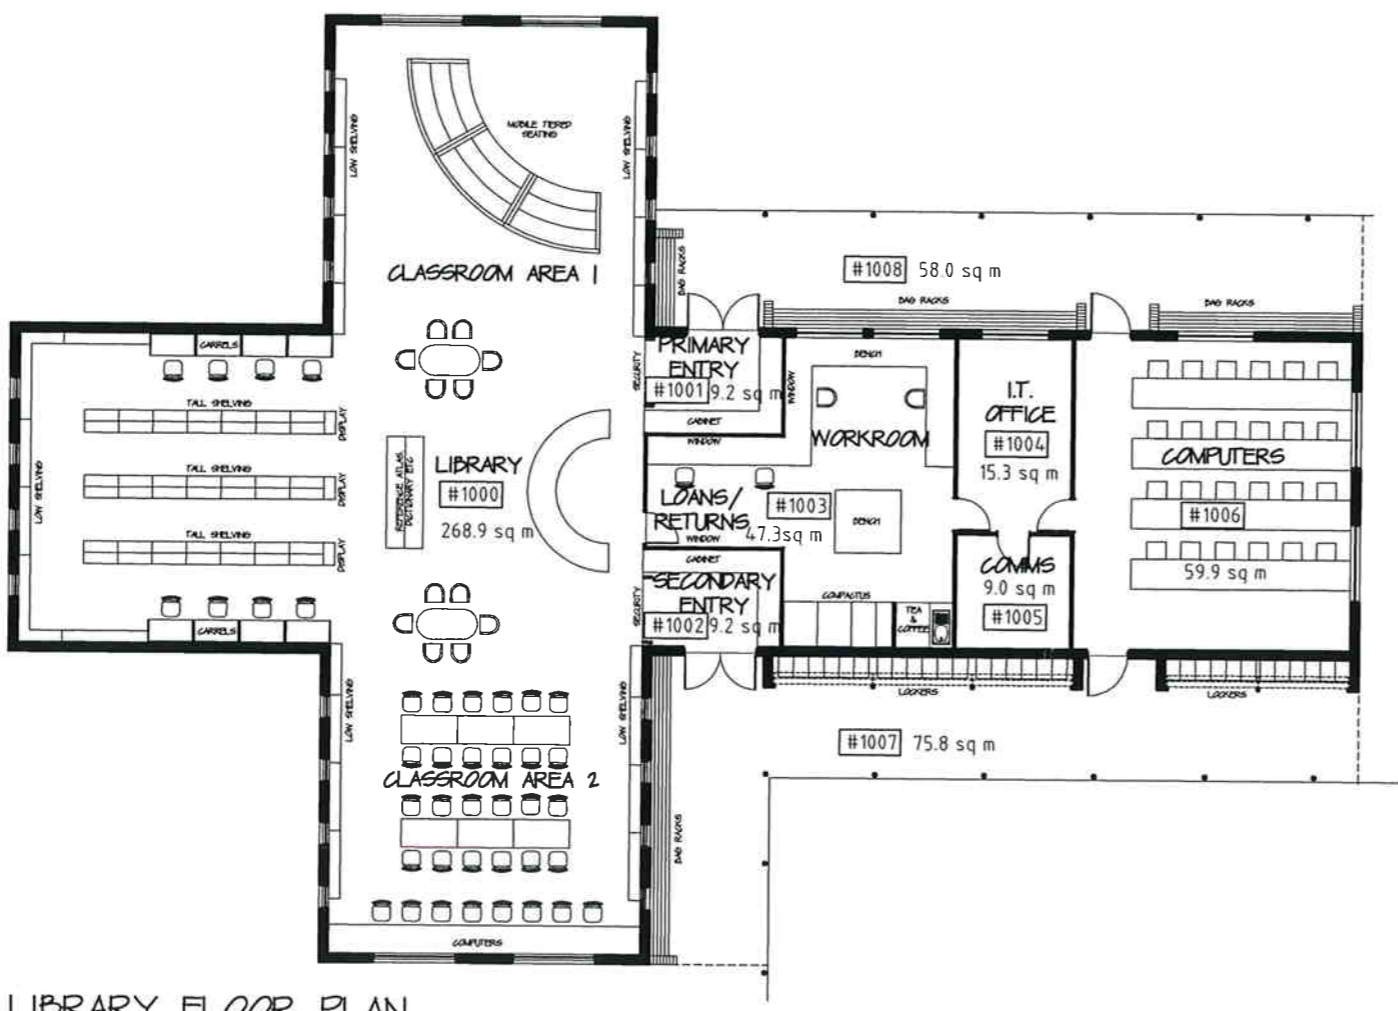 LOW SHELVING
MOBILE TIERED
SEATING
LOW SHELVING
CLASSROOM AREA 1
BAG RACKS
#1008 58.0 sq m
BAG RACKS
BAG RACKS
CARRELS
TALL SHELVING
DISPLAY
LOW SHELVING
TALL SHELVING
DISPLAY
TALL SHELVING
DISPLAY
CARRELS
REFERENCE ATLAS
DICTIONARY ETC
LIBRARY
#1000
268.9 sq m
SECURITY
PRIMARY
ENTRY
#1001 9.2 sq m
CABINET
WINDOW
WINDOW
BENCH
WORKROOM
LOANS/
RETURNS
#1003
47.3sq m
BENCH
WINDOW
CABINET
SECURITY
SECONDARY
ENTRY
#1002 9.2 sq m
COMPACTUS
TEA
&
COFFEE
I.T.
OFFICE
#1004
15.3 sq m
COMMS
9.0 sq m
#1005
COMPUTERS
#1006
59.9 sq m
LOCKERS
LOCKERS
#1007 75.8 sq m
LOW SHELVING
LOW SHELVING
CLASSROOM AREA 2
BAG RACKS
COMPUTERS
LIBRARY FLOOR PLAN